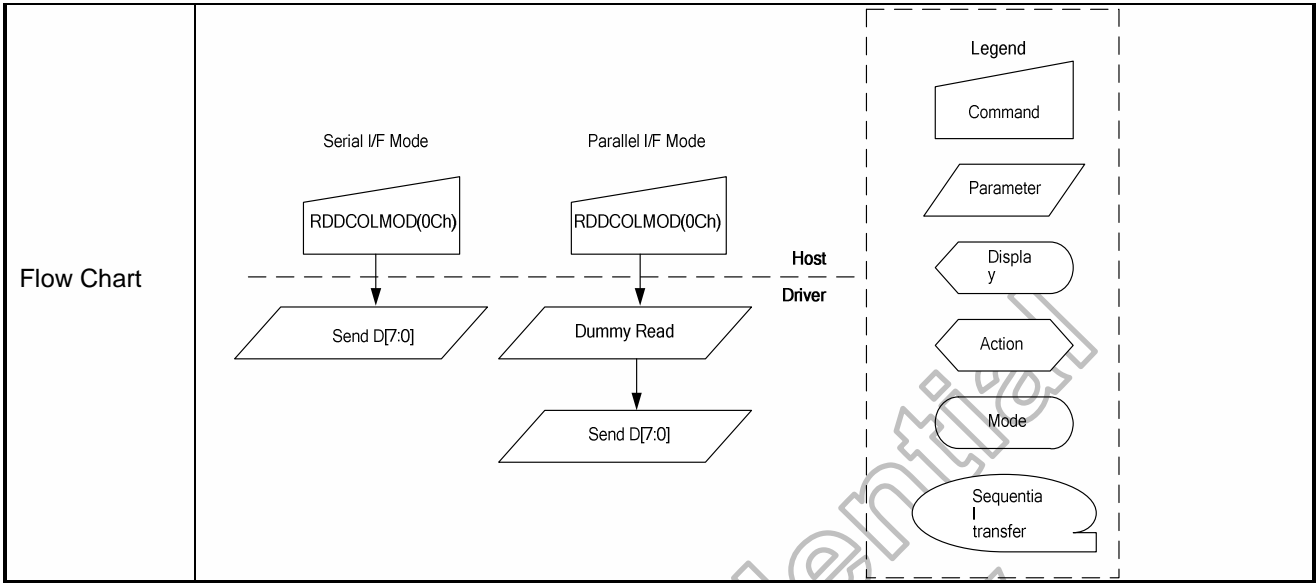 Flow Chart
Serial I/F Mode
Parallel I/F Mode
RDDCOLMOD(0Ch)
RDDCOLMOD(0Ch)
Host
Driver
Send D[7:0]
Dummy Read
Send D[7:0]
Legend
Command
Parameter
Displa
y
Action
Mode
Sequentia
l
transfer